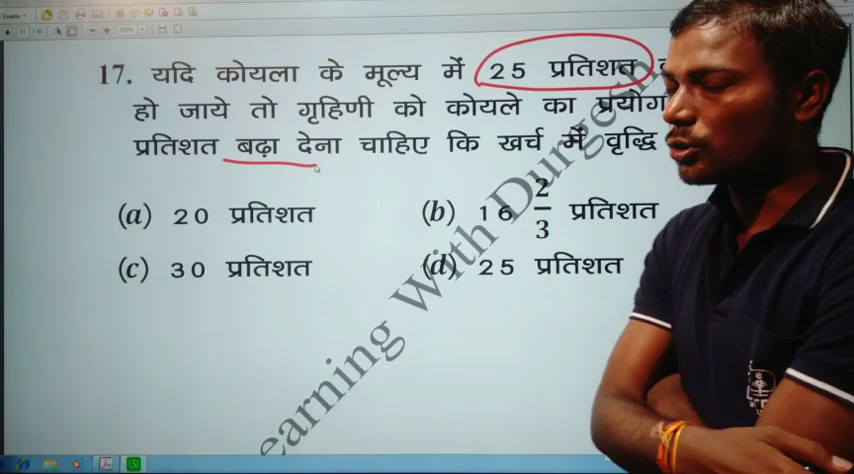 17. यदि कोयला के मूल्य में 25 प्रतिशत
हो जाये तो गृहिणी को कोयले का प्रयोग
प्रतिशत बढ़ा देना चाहिए कि खर्च में वृद्धि
(a) 20 प्रतिशत (b) 16 2/3 प्रतिशत
(c) 30 प्रतिशत (d) 25 प्रतिशत
earning With Durgesh